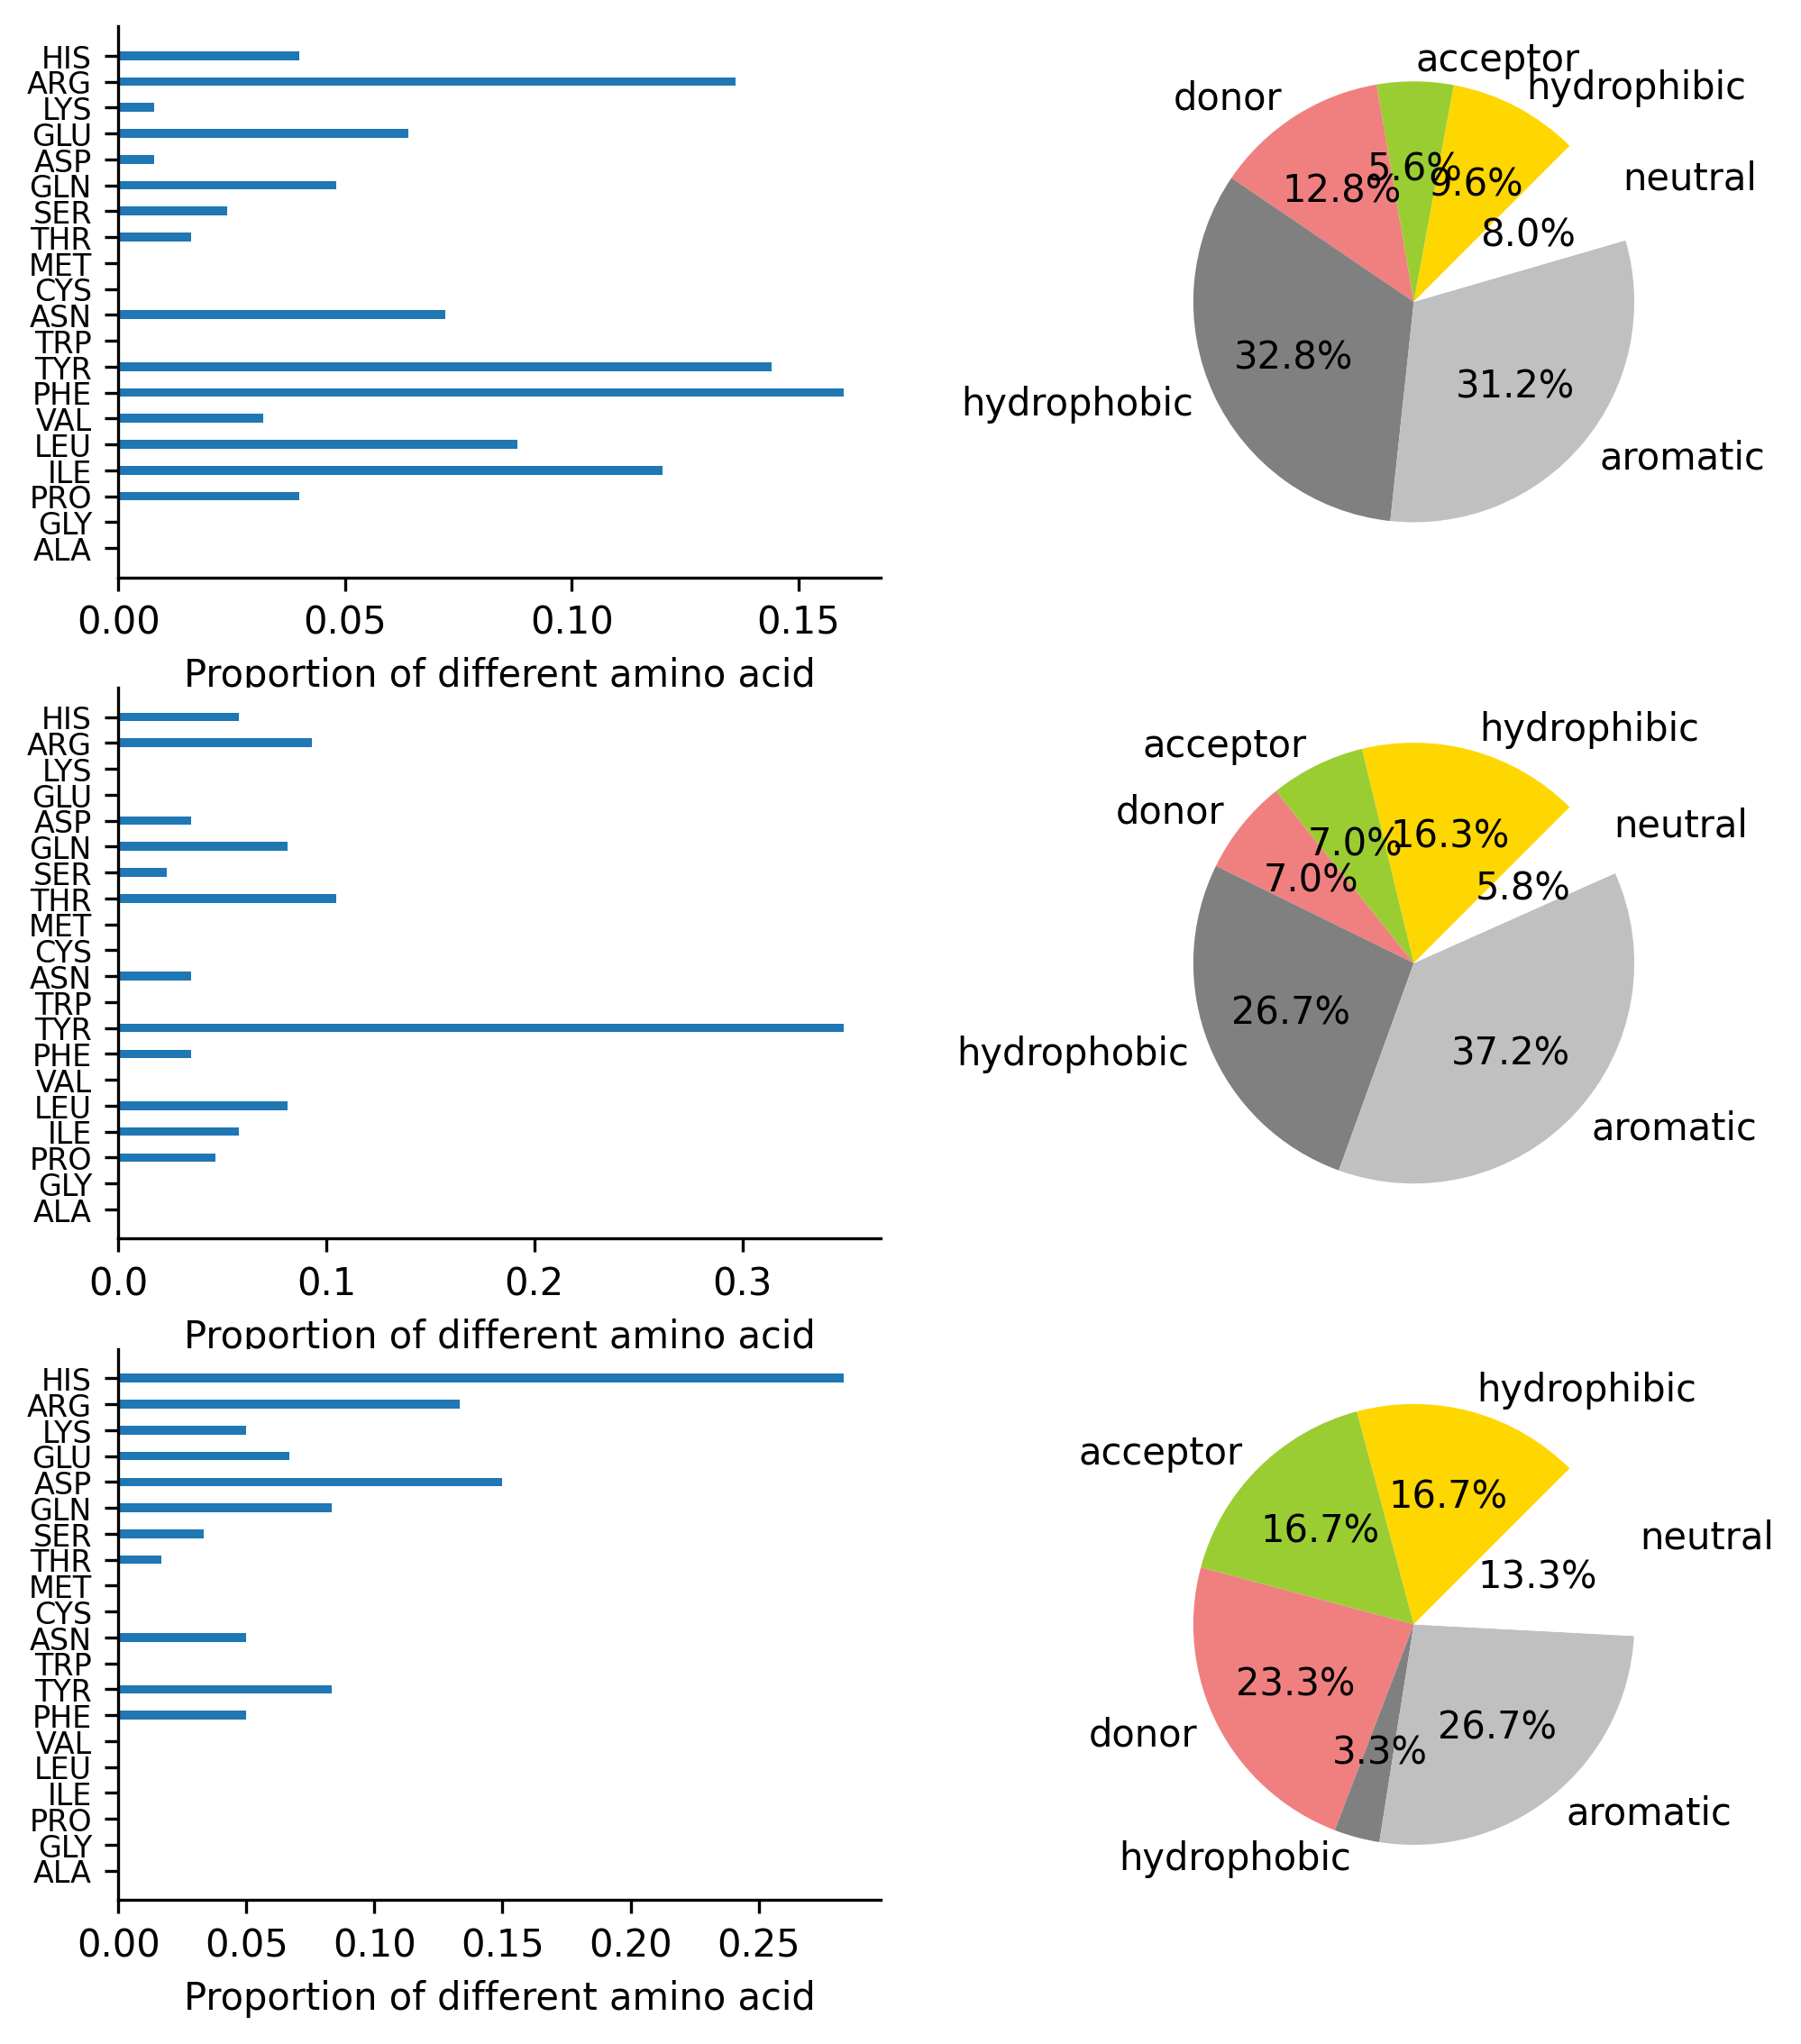 HIS
ARG
LYS
GLU
ASP
GLN
SER
THR
MET
CYS
ASN
TRP
TYR
PHE
VAL
LEU
ILE
PRO
GLY
ALA
0.00 0.05 0.10 0.15
Proportion of different amino acid
acceptor
hydrophibic
donor
neutral
5.6%
9.6%
12.8%
8.0%
32.8%
31.2%
hydrophobic
aromatic
HIS
ARG
LYS
GLU
ASP
GLN
SER
THR
MET
CYS
ASN
TRP
TYR
PHE
VAL
LEU
ILE
PRO
GLY
ALA
0.0 0.1 0.2 0.3
Proportion of different amino acid
hydrophibic
acceptor
donor
neutral
16.3%
7.0%
7.0%
5.8%
26.7%
37.2%
hydrophobic
aromatic
HIS
ARG
LYS
GLU
ASP
GLN
SER
THR
MET
CYS
ASN
TRP
TYR
PHE
VAL
LEU
ILE
PRO
GLY
ALA
0.00 0.05 0.10 0.15 0.20 0.25
Proportion of different amino acid
hydrophibic
acceptor
neutral
16.7%
16.7%
13.3%
23.3%
26.7%
donor
3.3%
aromatic
hydrophobic